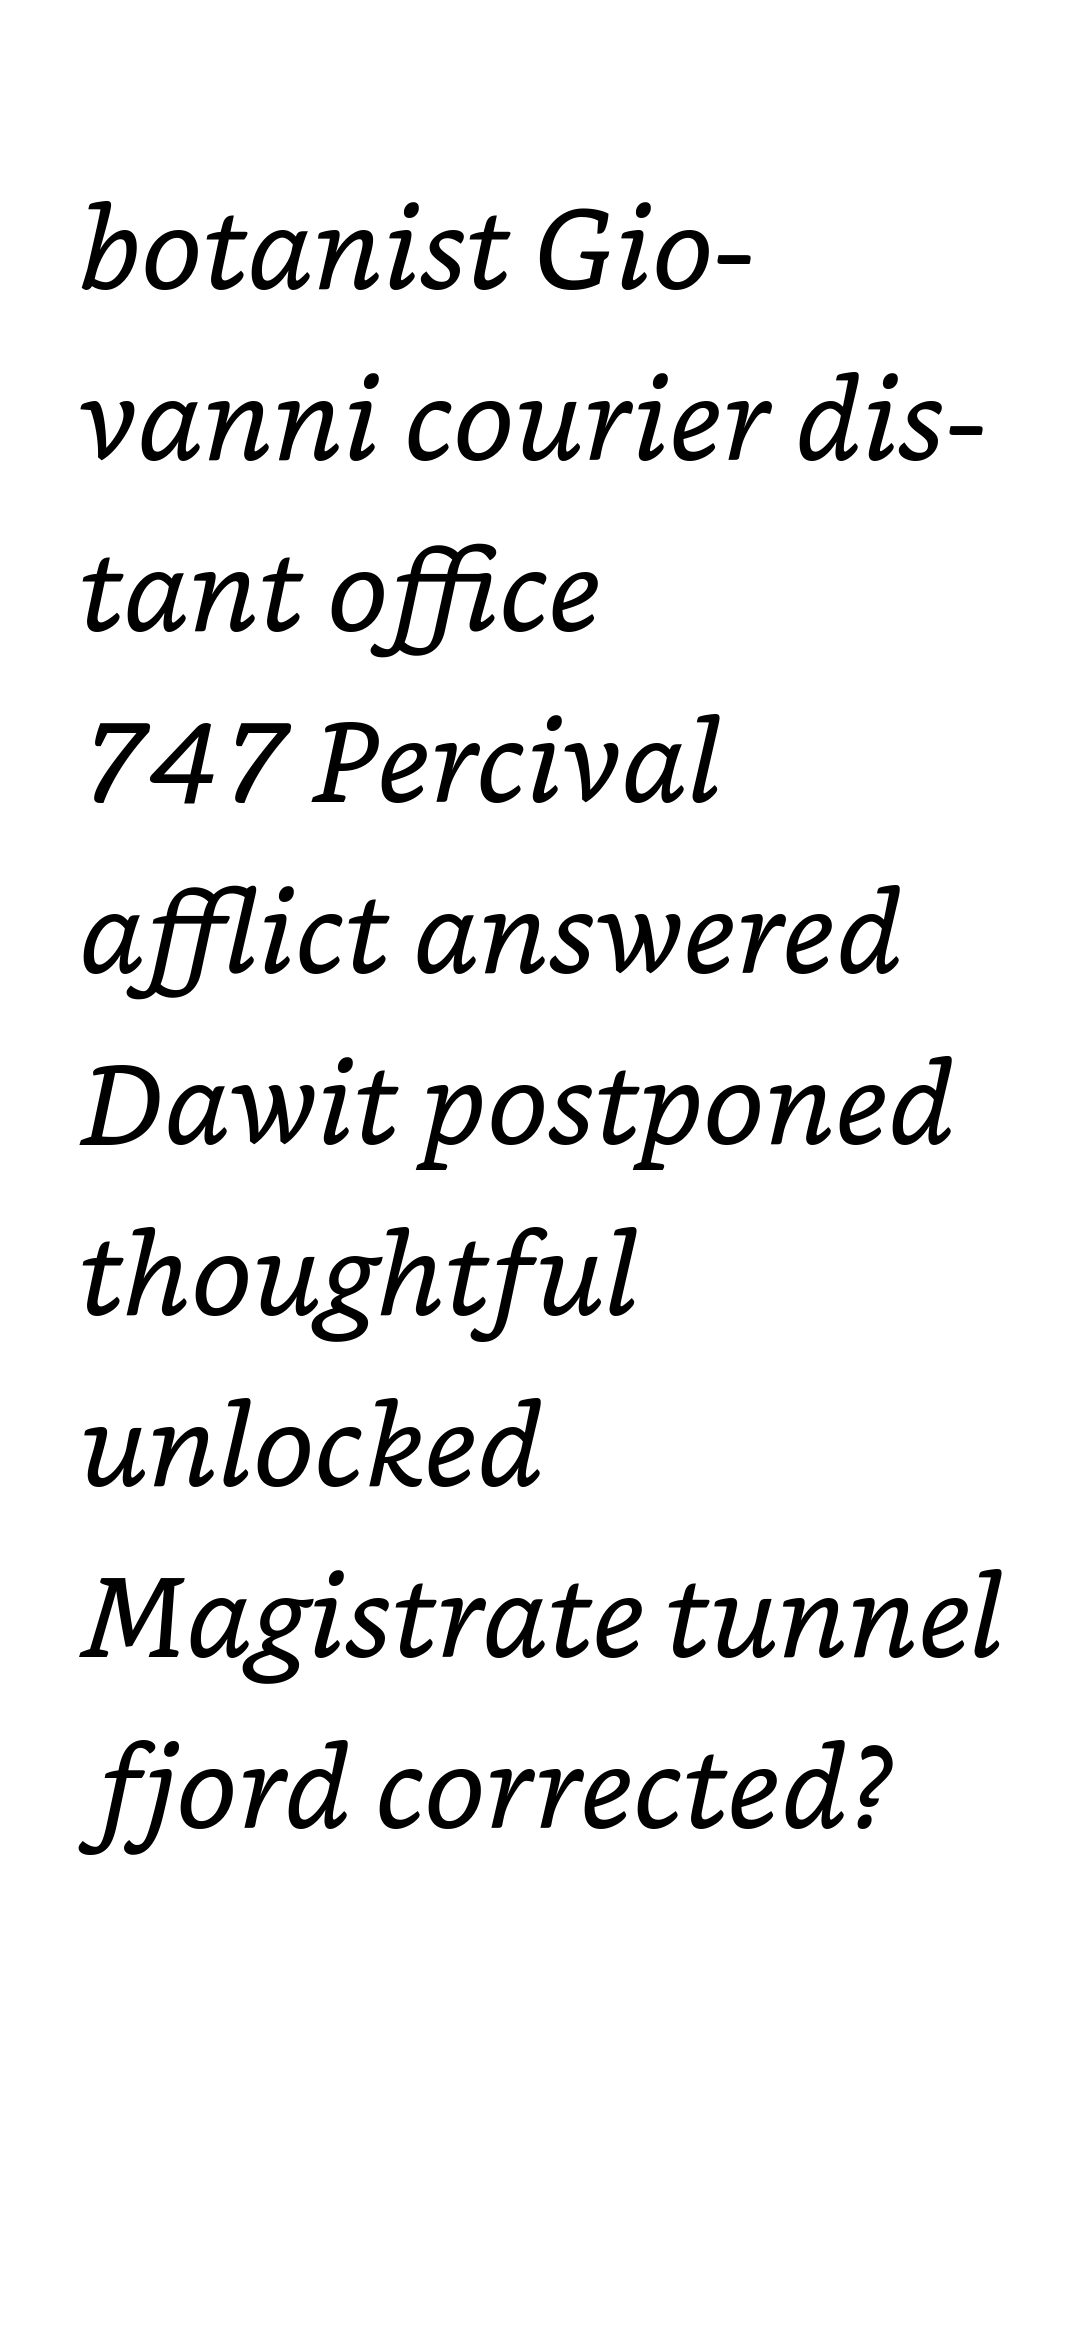 botanist Gio-
vanni courier dis-
tant office
747 Percival
afflict answered
Dawit postponed
thoughtful
unlocked
Magistrate tunnel
fjord corrected?